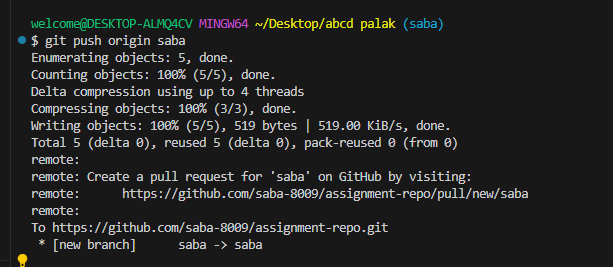 welcome@DESKTOP-ALMQ4CV MINGW64 ~/Desktop/abcd palak (saba)
$ git push origin saba
Enumerating objects: 5, done.
Counting objects: 100% (5/5), done.
Delta compression using up to 4 threads
Compressing objects: 100% (3/3), done.
Writing objects: 100% (5/5), 519 bytes | 519.00 KiB/s, done.
Total 5 (delta 0), reused 5 (delta 0), pack-reused 0 (from 0)
remote:
remote: Create a pull request for 'saba' on GitHub by visiting:
remote:      https://github.com/saba-8009/assignment-repo/pull/new/saba
remote:
To https://github.com/saba-8009/assignment-repo.git
 * [new branch]      saba -> saba